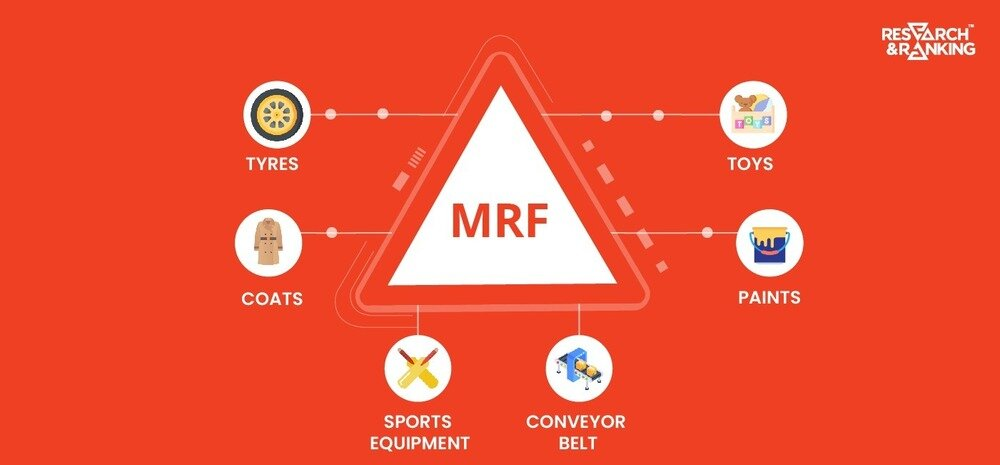 RESEARCH™
&RANKING
TYRES
TOYS
TOYS
MRF
COATS
PAINTS
SPORTS
EQUIPMENT
CONVEYOR
BELT